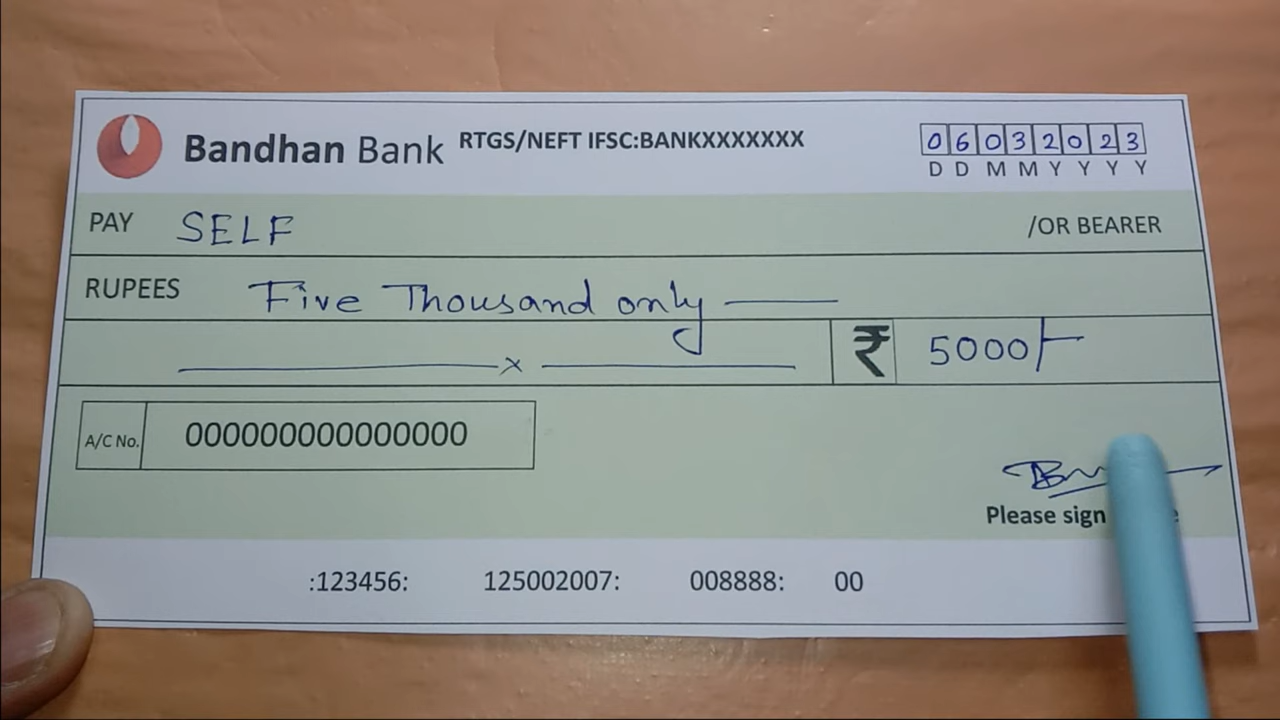 Bandhan Bank RTGS/NEFT IFSC:BANKXXXXXXX 06032023
D D M M Y Y Y Y
PAY SELF /OR BEARER
RUPEES Five Thousand only
x ₹ 5000/-
A/C No. 000000000000000
Please sign
:123456: 125002007: 008888: 00